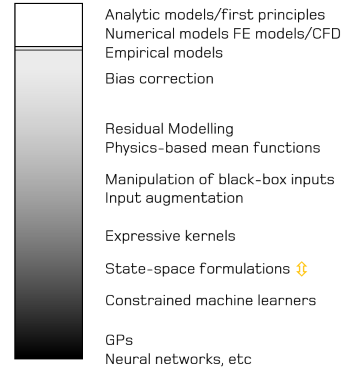 Analytic models/first principles
Numerical models FE models/CFD
Empirical models
Bias correction
Residual Modelling
Physics-based mean functions
Manipulation of black-box inputs
Input augmentation
Expressive kernels
State-space formulations ⇳
Constrained machine learners
GPs
Neural networks, etc